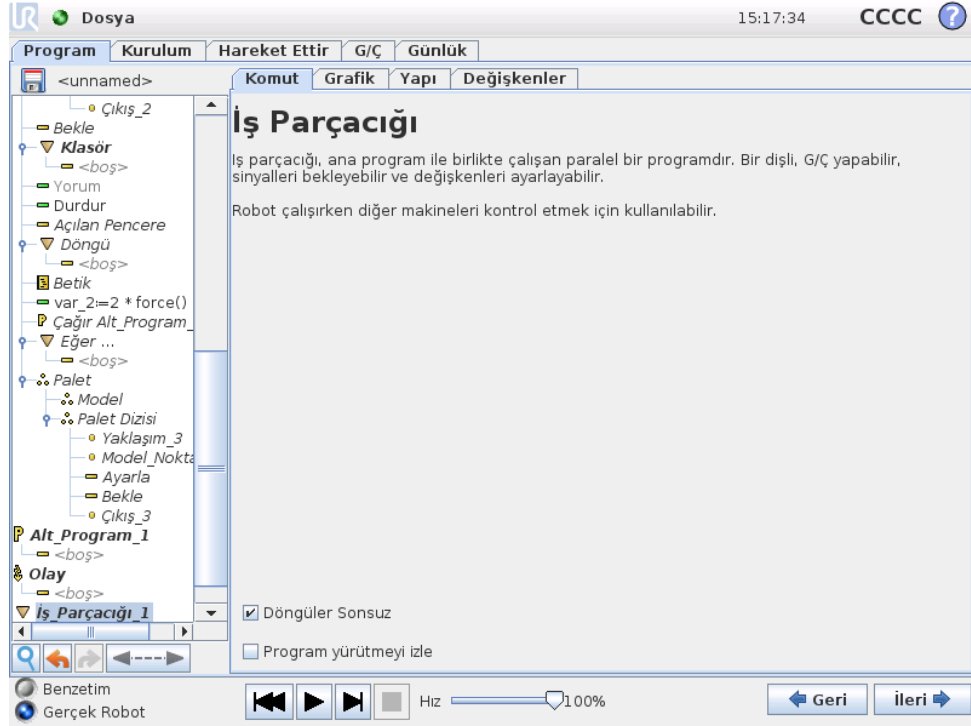 UR Dosya 15:17:34 CCCC ?
Program Kurulum Hareket Ettir G/Ç Günlük
<unnamed>
Komut Grafik Yapı Değişkenler
Çıkış_2
Bekle
Klasör
<boş>
Yorum
Durdur
Açılan Pencere
Döngü
<boş>
Betik
var_2:=2 * force()
Çağır Alt_Program_
Eğer ...
<boş>
Palet
Model
Palet Dizisi
Yaklaşım_3
Model_Nokta
Ayarla
Bekle
Çıkış_3
Alt_Program_1
<boş>
Olay
<boş>
İş_Parçacığı_1
İş Parçacığı
Iş parçacığı, ana program ile birlikte çalışan paralel bir programdır. Bir dişli, G/Ç yapabilir,
sinyalleri bekleyebilir ve değişkenleri ayarlayabilir.
Robot çalışırken diğer makineleri kontrol etmek için kullanılabilir.
Döngüler Sonsuz
Program yürütmeyi izle
Benzetim
Gerçek Robot
Hız 100%
Geri İleri